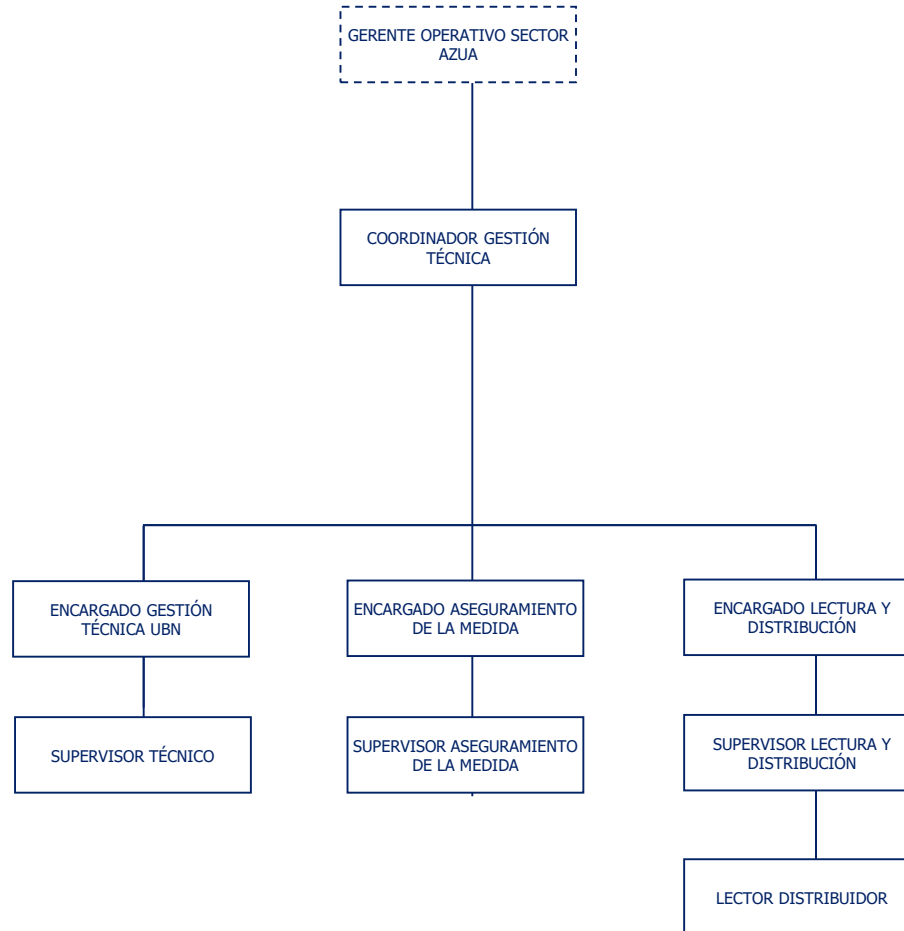 GERENTE OPERATIVO SECTOR
AZUA
COORDINADOR GESTIÓN
TÉCNICA
ENCARGADO GESTIÓN
TÉCNICA UBN
ENCARGADO ASEGURAMIENTO
DE LA MEDIDA
ENCARGADO LECTURA Y
DISTRIBUCIÓN
SUPERVISOR TÉCNICO
SUPERVISOR ASEGURAMIENTO
DE LA MEDIDA
SUPERVISOR LECTURA Y
DISTRIBUCIÓN
LECTOR DISTRIBUIDOR